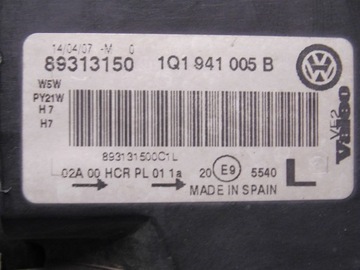 14/04/07 -M 0
89313150 1Q1 941 005 B
W5W
PY21W
H7
H7
893131500C1L
02A 00 HCR PL 01 1a 20 E9 5540 L
MADE IN SPAIN
VE2
Valeo